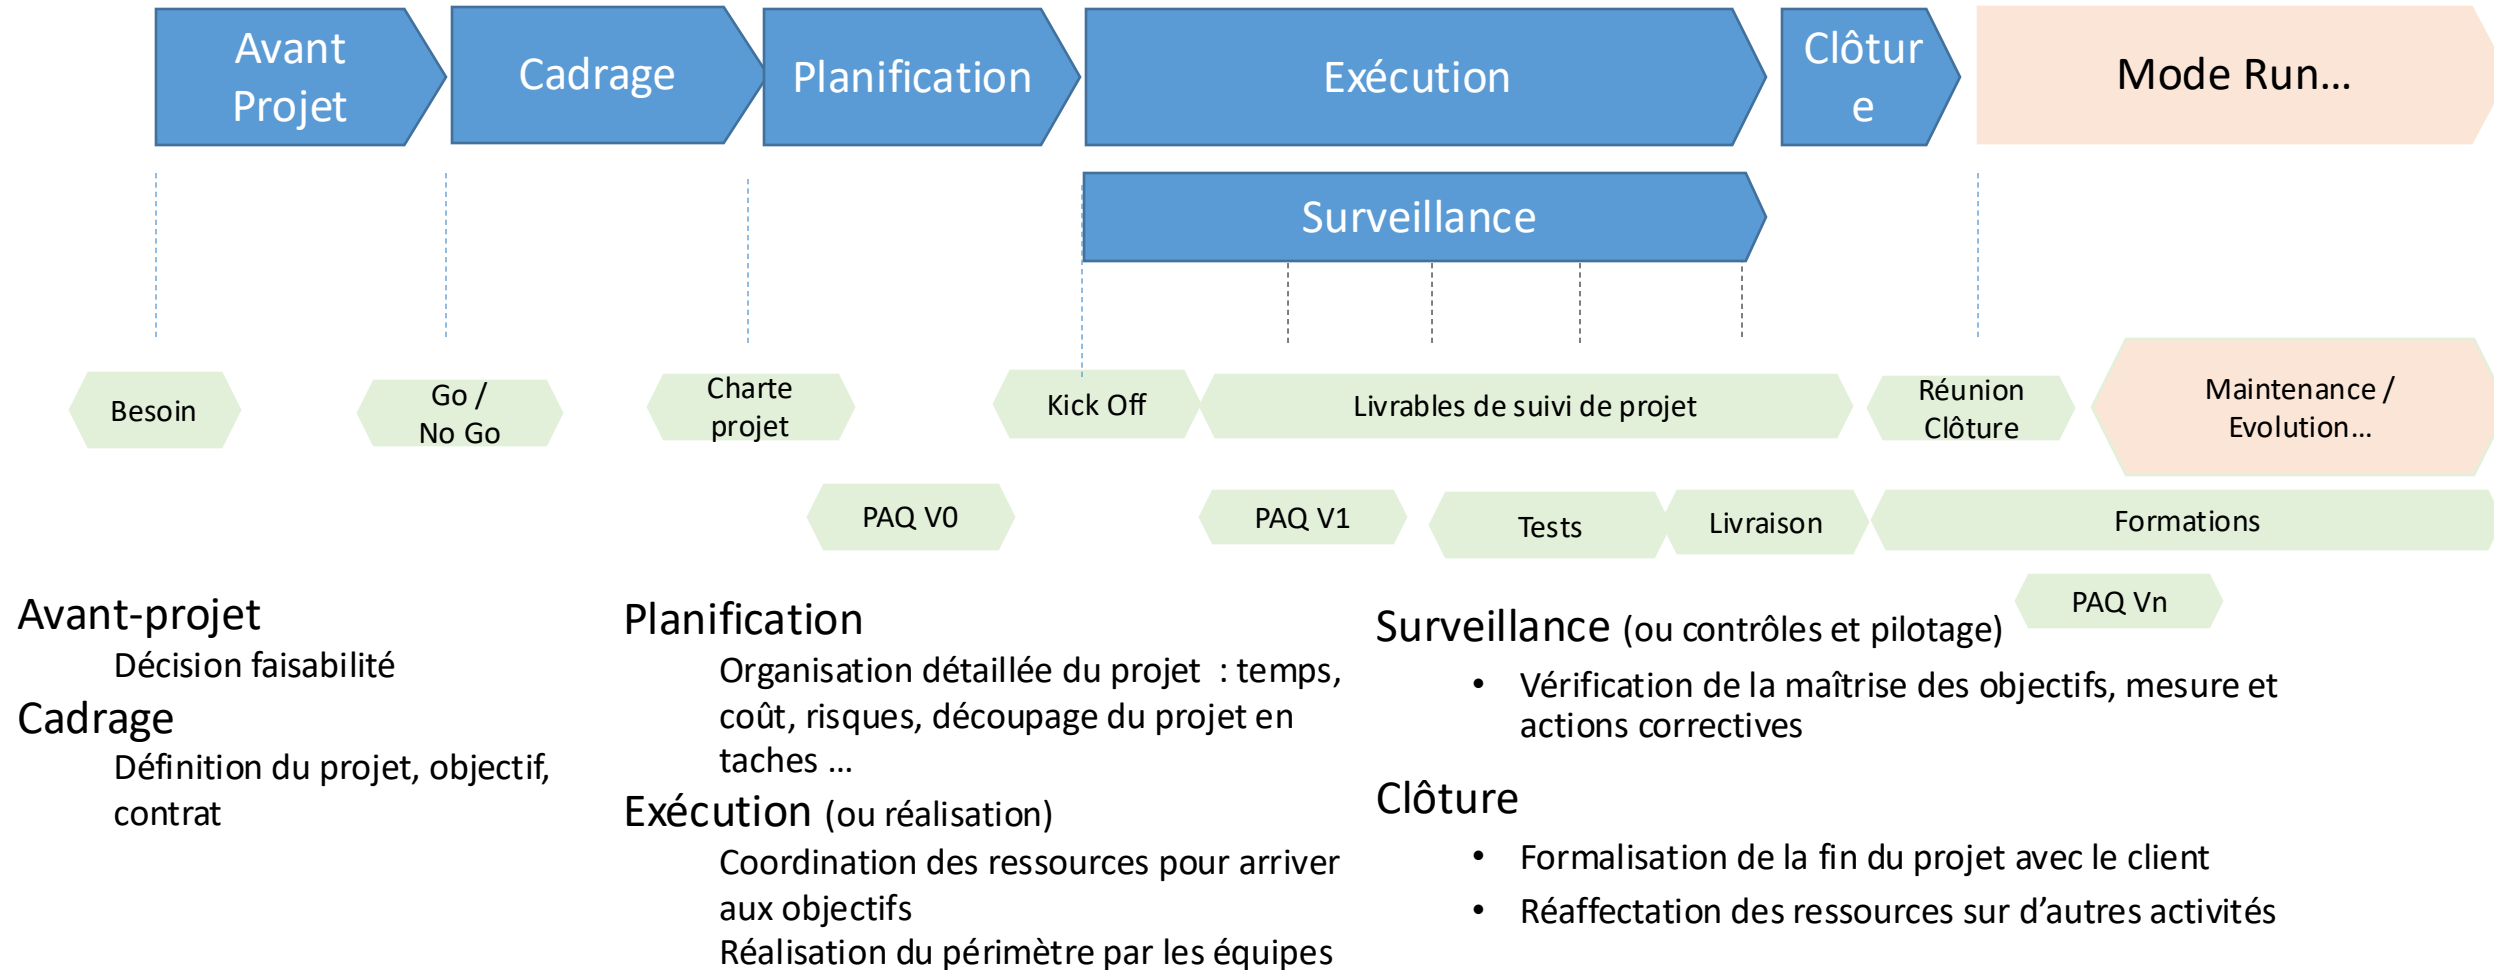 Avant
Projet
Cadrage
Planification
Exécution
Clôtur
e
Mode Run...
Surveillance
Besoin
Go /
No Go
Charte
projet
Kick Off
Livrables de suivi de projet
Réunion
Clôture
Maintenance /
Evolution...
PAQ V0
PAQ V1
Tests
Livraison
Formations
PAQ Vn
Avant-projet
Décision faisabilité
Cadrage
Définition du projet, objectif,
contrat
Planification
Organisation détaillée du projet  : temps,
coût, risques, découpage du projet en
taches ...
Exécution (ou réalisation)
Coordination des ressources pour arriver
aux objectifs
Réalisation du périmètre par les équipes
Surveillance (ou contrôles et pilotage)
• Vérification de la maîtrise des objectifs, mesure et
actions correctives
Clôture
• Formalisation de la fin du projet avec le client
• Réaffectation des ressources sur d’autres activités